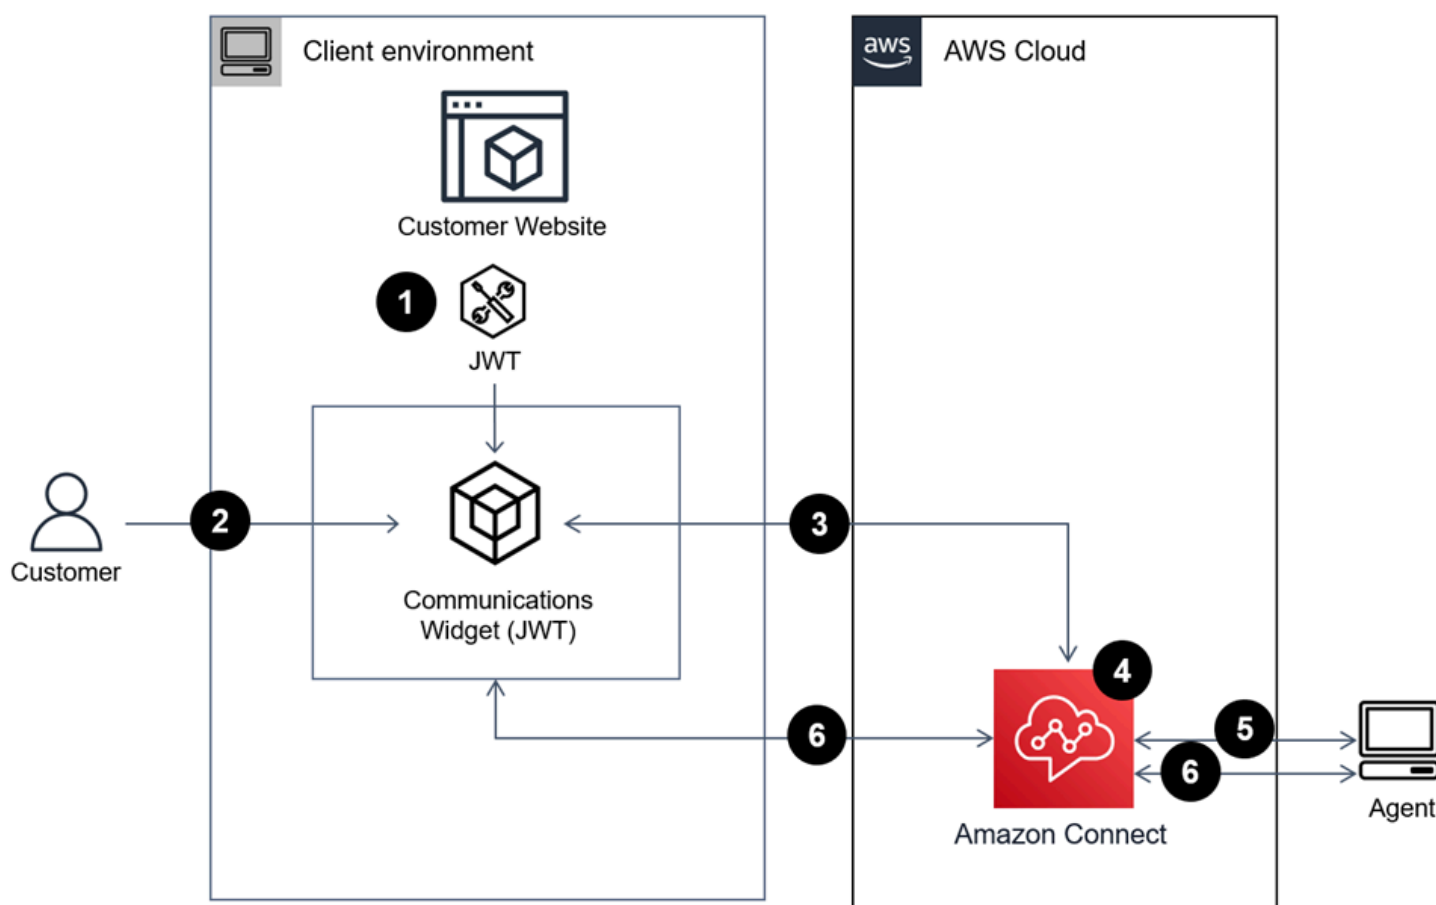 Client environment
aws
AWS Cloud
Customer Website
1
JWT
2
3
Customer
Communications
Widget (JWT)
4
6
5
6
Agent
Amazon Connect